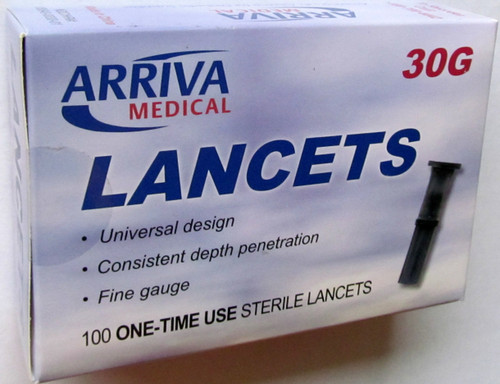 ARRIVA
MEDICAL
30G
LANCETS
• Universal design
• Consistent depth penetration
• Fine gauge
100 ONE-TIME USE STERILE LANCETS